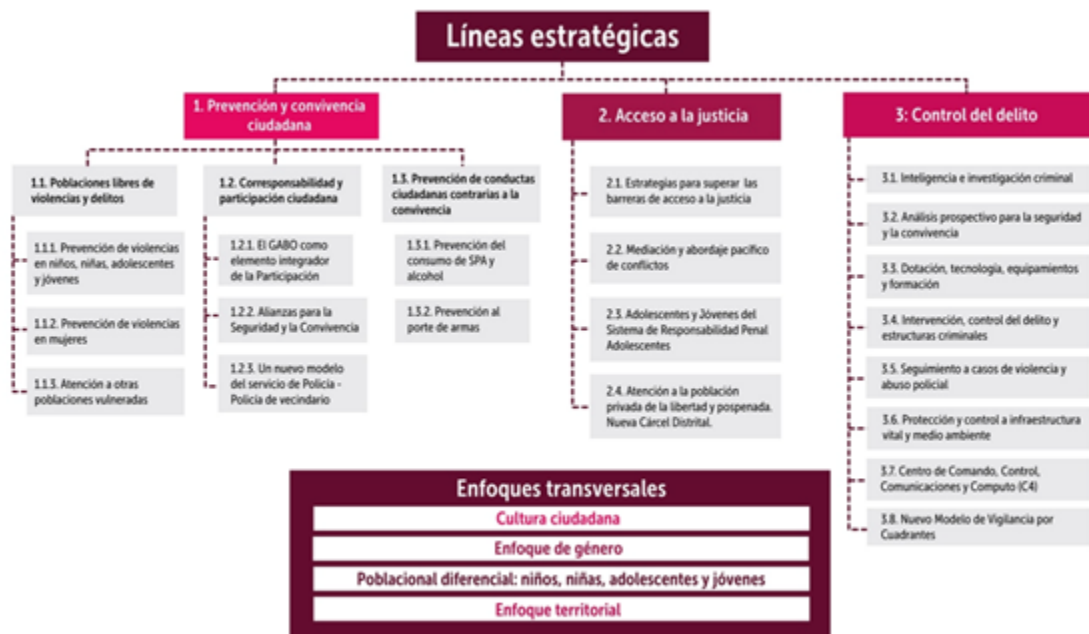 Líneas estratégicas
1. Prevención y convivencia
ciudadana
1.1. Poblaciones libres de
violencias y delitos
1.1.1. Prevención de violencias
en niños, niñas, adolescentes
y jóvenes
1.1.2. Prevención de violencias
en mujeres
1.1.3. Atención a otras
poblaciones vulneradas
1.2. Corresponsabilidad y
participación ciudadana
1.2.1. El GABO como
elemento integrador
de la Participación
1.2.2. Alianzas para la
Seguridad y la Convivencia
1.2.3. Un nuevo modelo
del servicio de Policía -
Policía de vecindario
1.3. Prevención de conductas
ciudadanas contrarias a la
convivencia
1.3.1. Prevención del
consumo de SPA y
alcohol
1.3.2. Prevención al
porte de armas
2. Acceso a la justicia
2.1. Estrategias para superar las
barreras de acceso a la justicia
2.2. Mediación y abordaje pacífico
de conflictos
2.3. Adolescentes y Jóvenes del
Sistema de Responsabilidad Penal
Adolescentes
2.4. Atención a la población
privada de la libertad y pospenada.
Nueva Cárcel Distrital.
3: Control del delito
3.1. Inteligencia e investigación
criminal
3.2. Análisis prospectivo para la seguridad
y la convivencia
3.3. Dotación, tecnología, equipamientos
y formación
3.4. Intervención, control del delito y
estructuras criminales
3.5. Seguimiento a casos de violencia y
abuso policial
3.6. Protección y control a infraestructura
vital y medio ambiente
3.7. Centro de Comando, Control,
Comunicaciones y Computo (C4)
3.8. Nuevo Modelo de Vigilancia por
Cuadrantes
Enfoques transversales
Cultura ciudadana
Enfoque de género
Poblacional diferencial: niños, niñas, adolescentes y jóvenes
Enfoque territorial